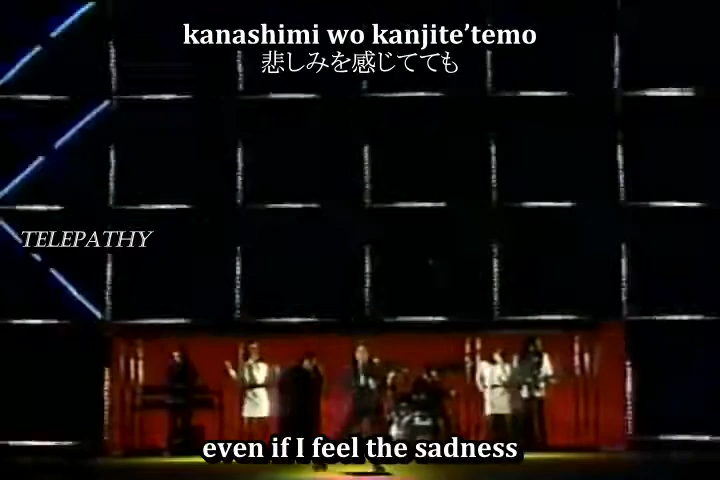 kanashimi wo kanjite’temo
悲しみを感じてても
TELEPATHY
even if I feel the sadness